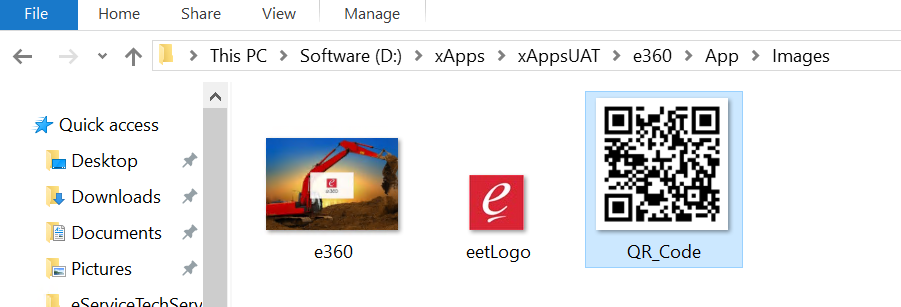 File Home Share View Manage
This PC Software (D:) xApps xAppsUAT e360 App Images
Quick access
Desktop
Downloads
Documents
Pictures
eServiceTechServ
e360
e
e360 eetLogo QR_Code